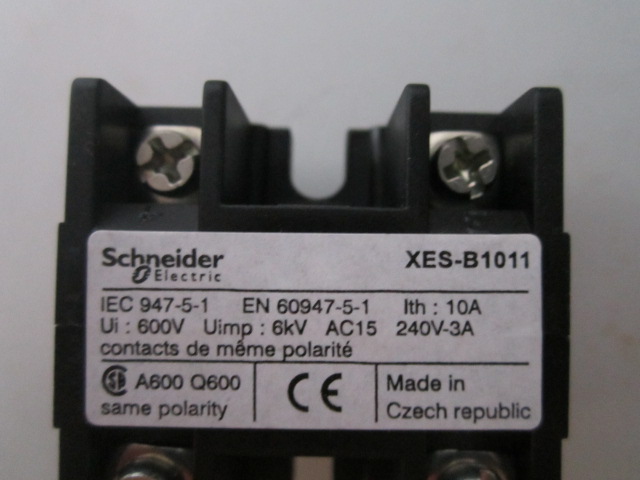 Schneider
Electric
XES-B1011
IEC 947-5-1 EN 60947-5-1 Ith : 10A
Ui : 600V Uimp : 6kV AC15 240V-3A
contacts de même polarité
SA A600 Q600
same polarity
CE
Made in
Czech republic